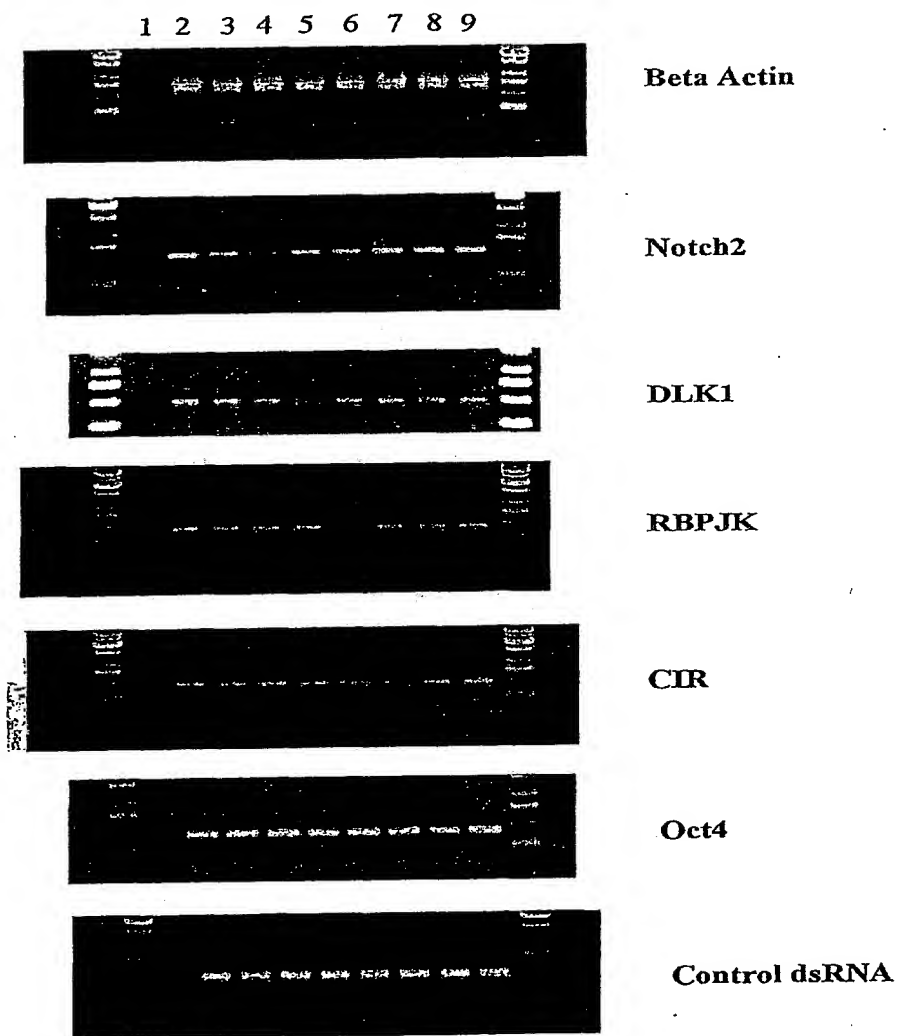 1 2 3 4 5 6 7 8 9
Beta Actin
Notch2
DLK1
RBPJK
CIR
Oct4
Control dsRNA